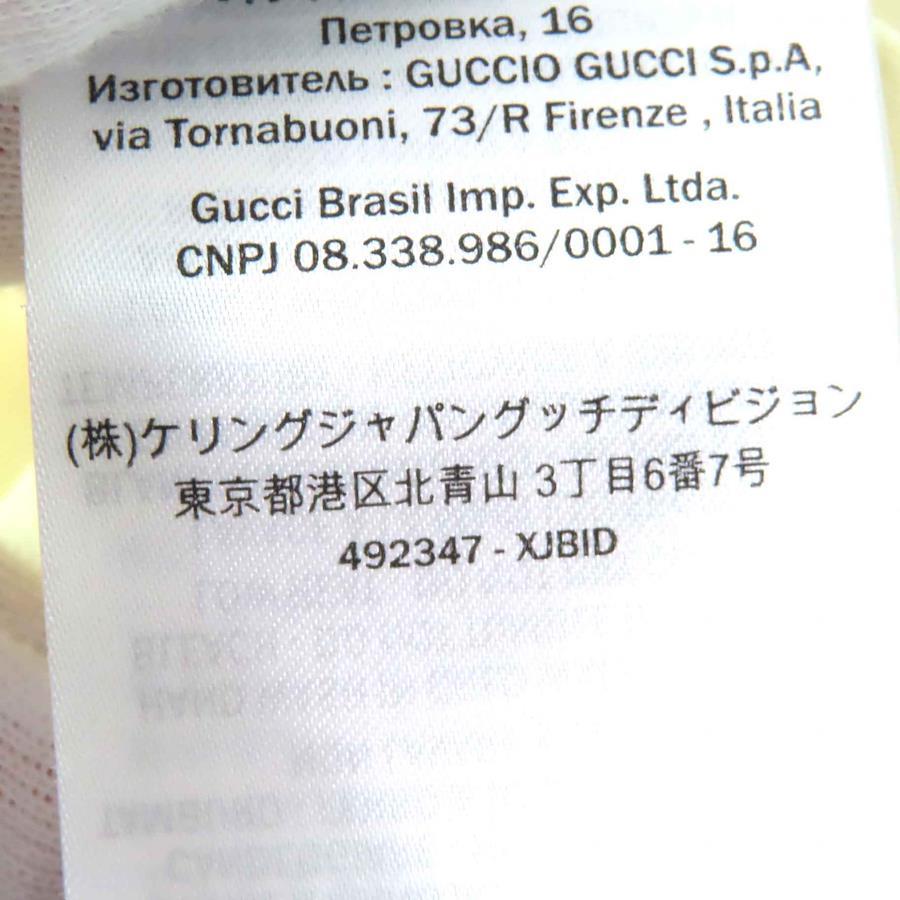 Петровка, 16
Изготовитель : GUCCIO GUCCI S.p.A,
via Tornabuoni, 73/R Firenze , Italia
Gucci Brasil Imp. Exp. Ltda.
CNPJ 08.338.986/0001 - 16
(株)ケリングジャパングッチディビジョン
東京都港区北青山 3丁目6番7号
492347 - XJBID